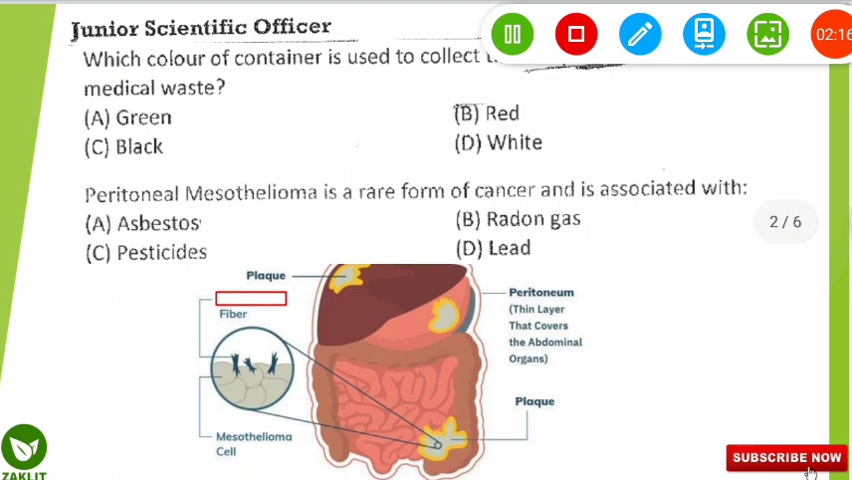 Junior Scientific Officer
02:16
Which colour of container is used to collect
medical waste?
(A) Green
(B) Red
(C) Black
(D) White
Peritoneal Mesothelioma is a rare form of cancer and is associated with:
(A) Asbestos
(B) Radon gas
(C) Pesticides
(D) Lead
2 / 6
Plaque
Fiber
Peritoneum
(Thin Layer
That Covers
the Abdominal
Organs)
Plaque
Mesothelioma
Cell
SUBSCRIBE NOW
ZAKLIT